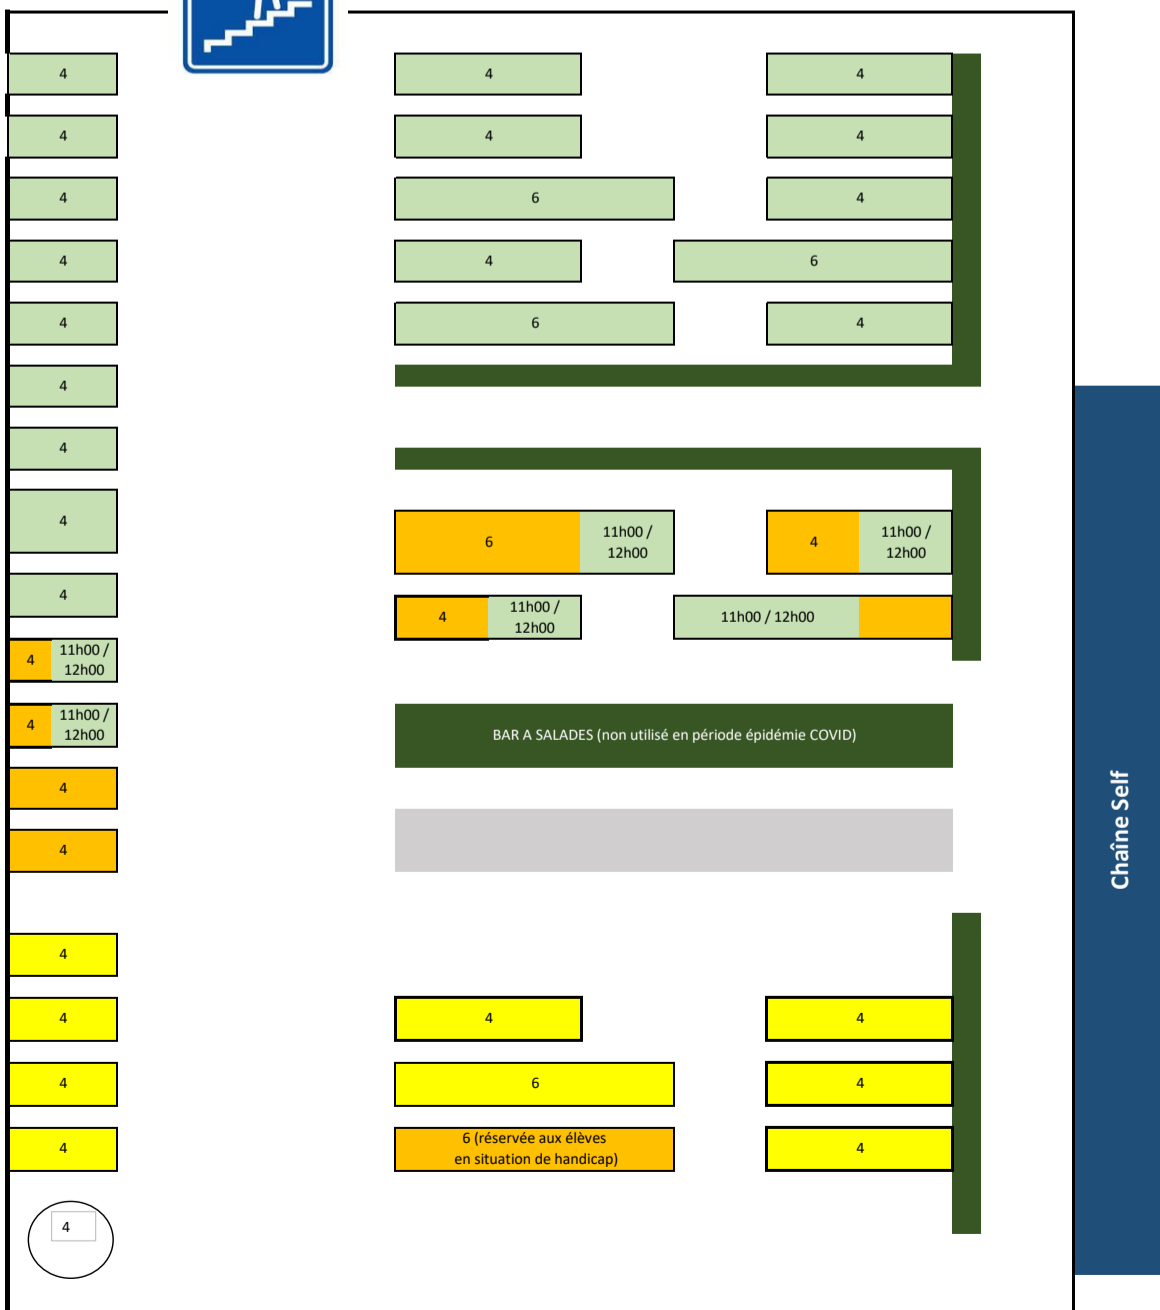 4
4
4
4
4
4
4
6
4
4
4
6
4
6
4
4
4
4
6
11h00 /
12h00
4
11h00 /
12h00
4
4
11h00 /
12h00
11h00 / 12h00
4
11h00 /
12h00
4
11h00 /
12h00
BAR A SALADES (non utilisé en période épidémie COVID)
4
4
Chaîne Self
4
4
4
4
4
6
4
4
6 (réservée aux élèves
en situation de handicap)
4
4